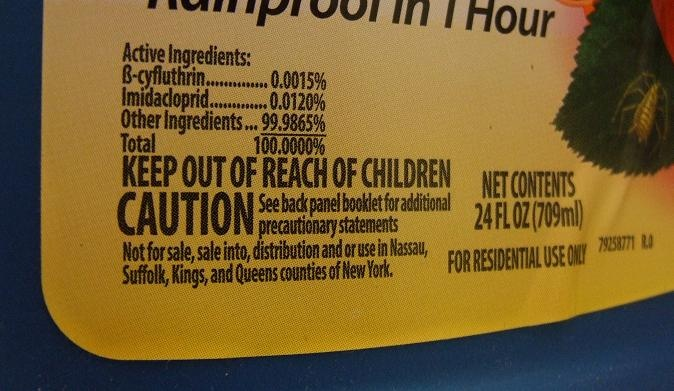 Rainproof in 1 Hour
Active Ingredients:
ß-cyfluthrin............... 0.0015%
Imidacloprid.............. 0.0120%
Other Ingredients... 99.9865%
Total 100.0000%
KEEP OUT OF REACH OF CHILDREN
CAUTION See back panel booklet for additional
precautionary statements
Not for sale, sale into, distribution and or use in Nassau,
Suffolk, Kings, and Queens counties of New York.
NET CONTENTS
24 FL OZ (709ml)
FOR RESIDENTIAL USE ONLY
79258771 R.0